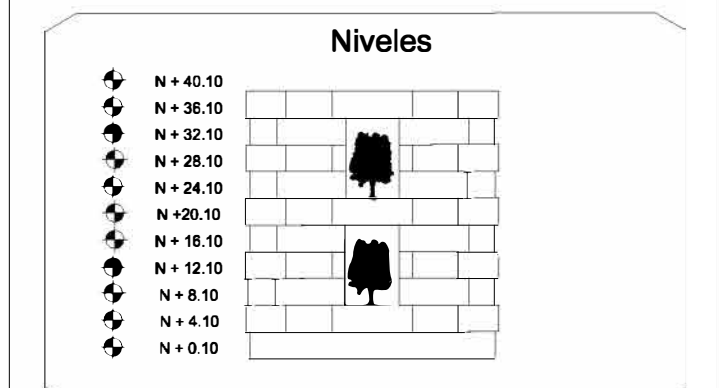 Niveles
N + 40.10
N + 36.10
N + 32.10
N + 28.10
N + 24.10
N +20.10
N + 16.10
N + 12.10
N + 8.10
N + 4.10
N + 0.10